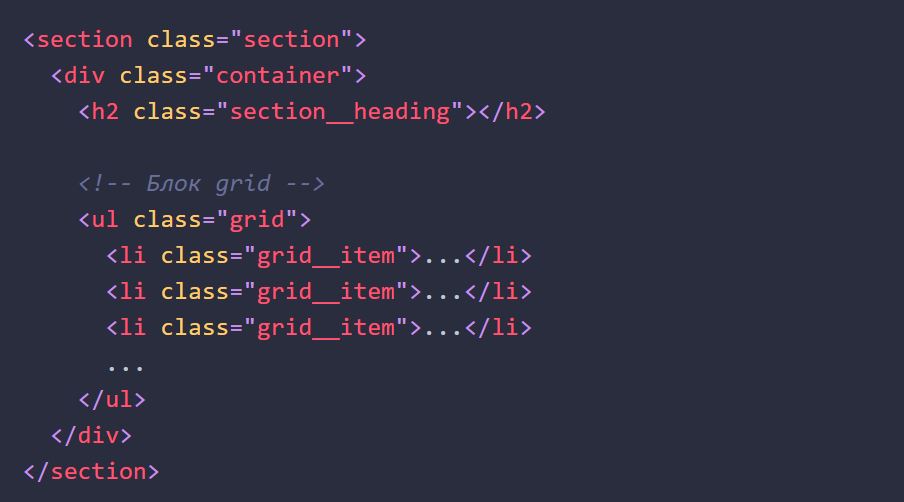 <section class="section">
<div class="container">
<h2 class="section__heading"></h2>
<!-- Блок grid -->
<ul class="grid">
<li class="grid__item">...</li>
<li class="grid__item">...</li>
<li class="grid__item">...</li>
...
</ul>
</div>
</section>